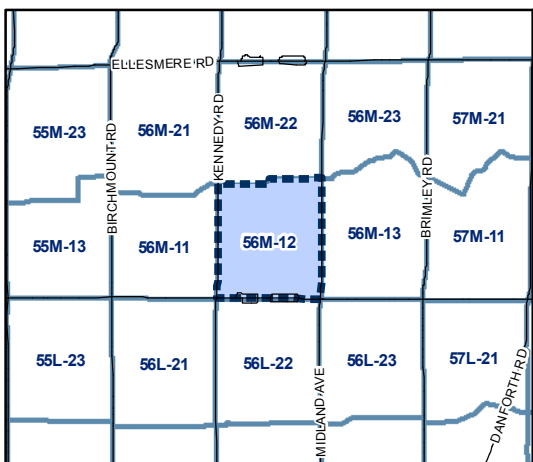 ELLESMERE RD
55M-23
56M-21
56M-22
56M-23
57M-21
BIRCHMOUNT RD
KENNEDY RD
BRIMLEY RD
55M-13
56M-11
56M-12
56M-13
57M-11
55L-23
56L-21
56L-22
56L-23
57L-21
MIDLAND AVE
DANFORTH RD